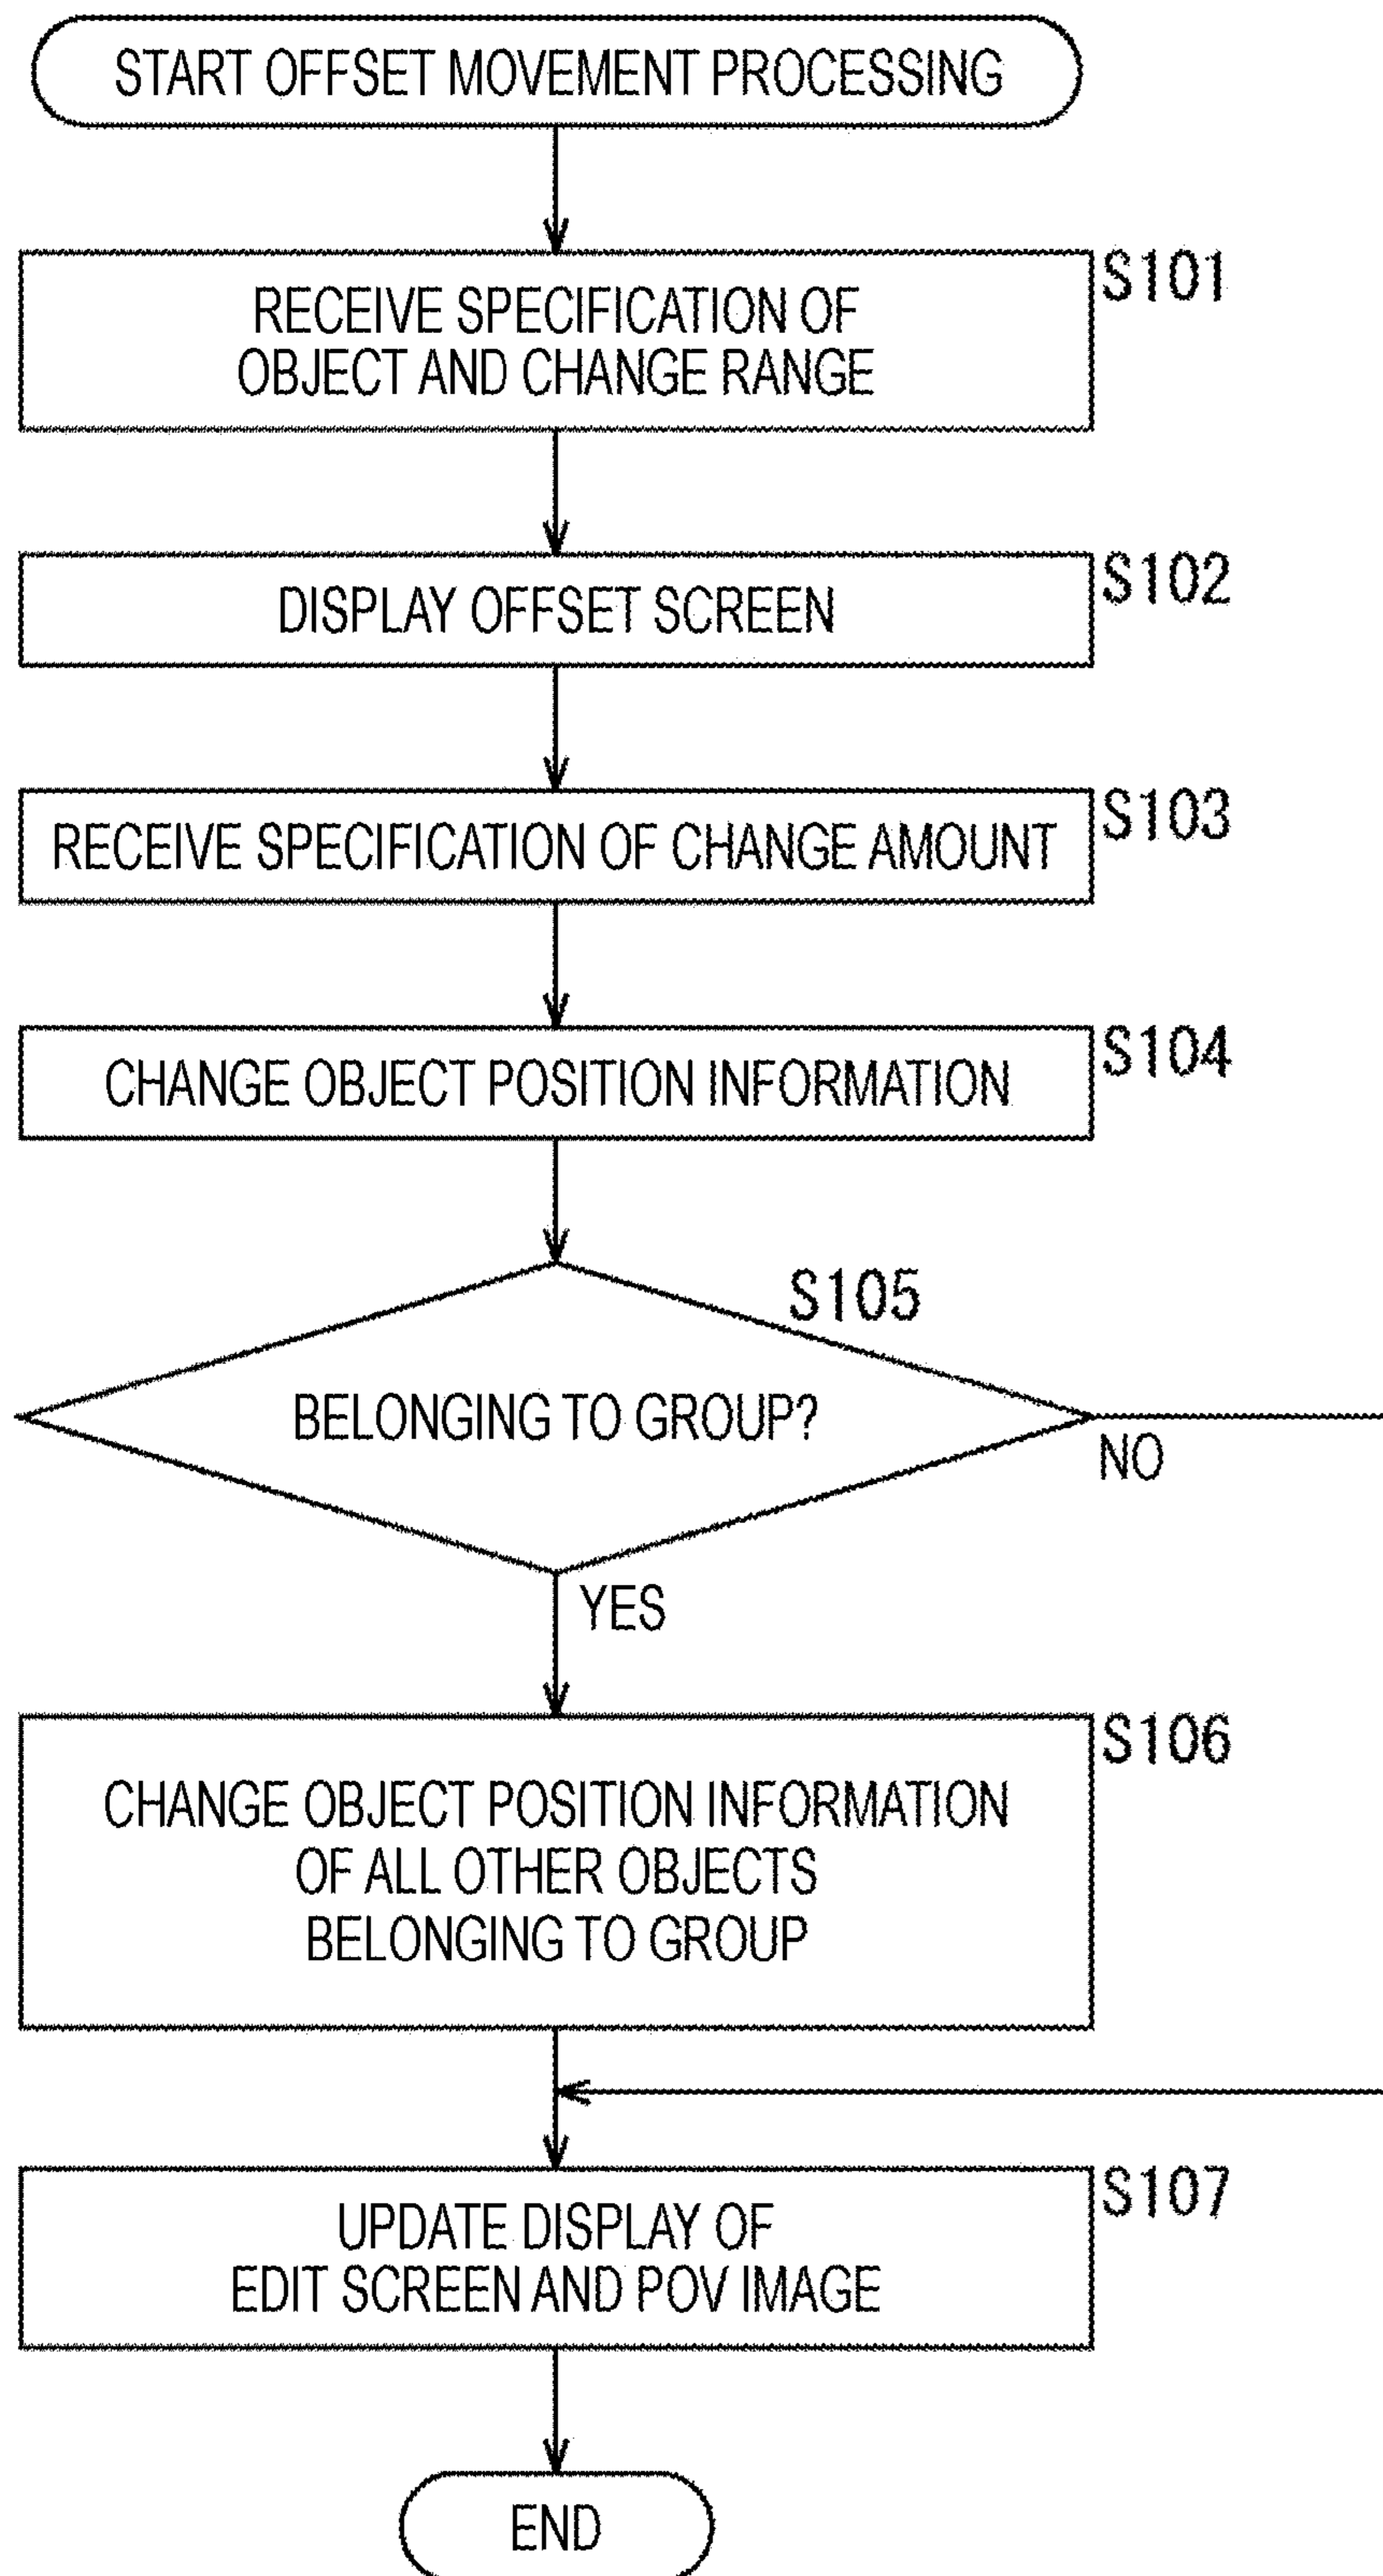 START OFFSET MOVEMENT PROCESSING
S101
RECEIVE SPECIFICATION OF
OBJECT AND CHANGE RANGE
S102
DISPLAY OFFSET SCREEN
S103
RECEIVE SPECIFICATION OF CHANGE AMOUNT
S104
CHANGE OBJECT POSITION INFORMATION
S105
BELONGING TO GROUP?
NO
YES
S106
CHANGE OBJECT POSITION INFORMATION
OF ALL OTHER OBJECTS
BELONGING TO GROUP
S107
UPDATE DISPLAY OF
EDIT SCREEN AND POV IMAGE
END